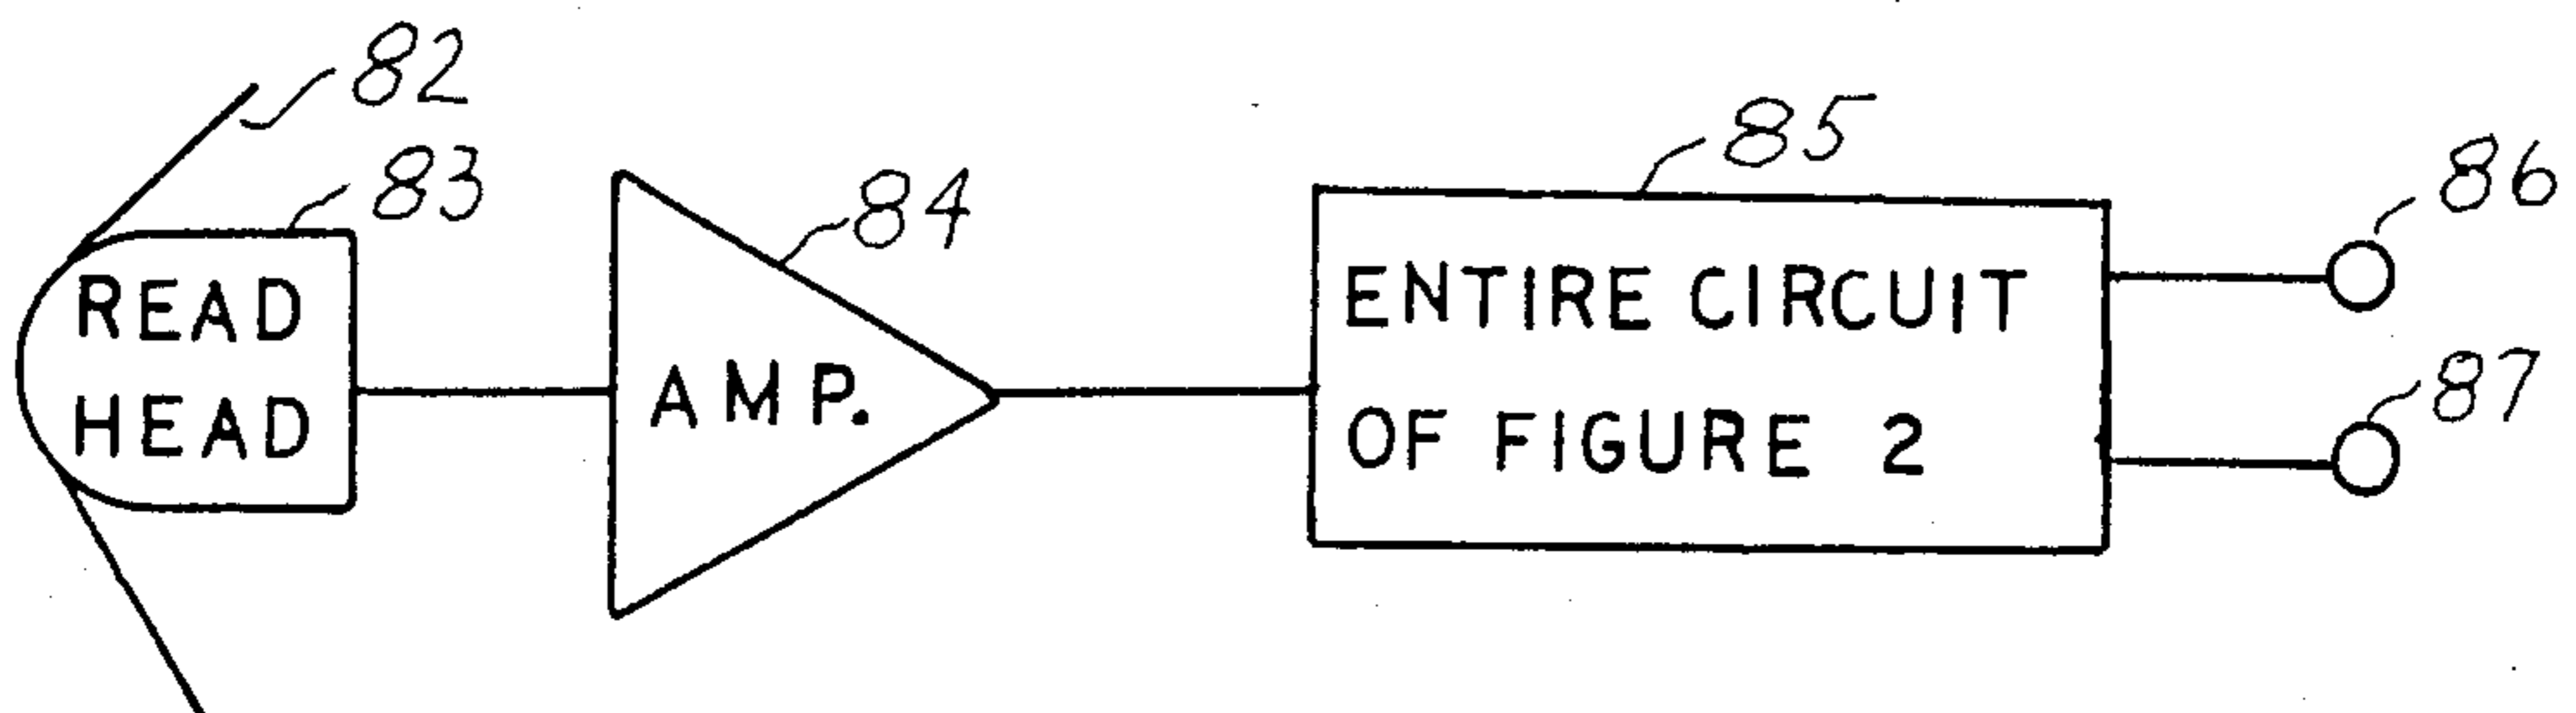 82
83
84
85
86
87
READ
HEAD
AMP.
ENTIRE CIRCUIT
OF FIGURE 2